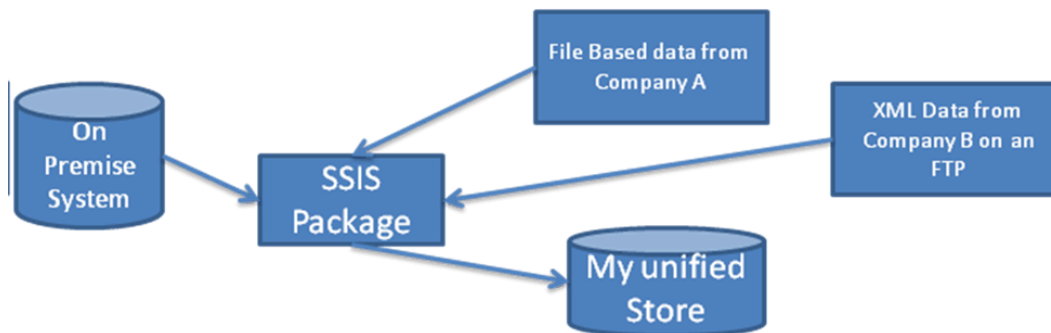 File Based data from
Company A
XML Data from
Company B on an
FTP
On
Premise
System
SSIS
Package
My unified
Store